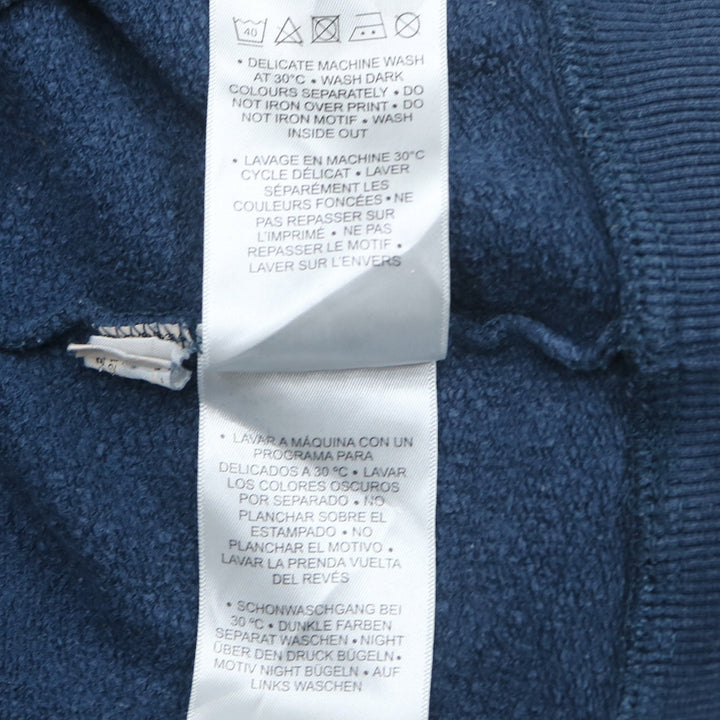 40
• DELICATE MACHINE WASH
AT 30°C • WASH DARK
COLOURS SEPARATELY • DO
NOT IRON OVER PRINT • DO
NOT IRON MOTIF • WASH
INSIDE OUT
• LAVAGE EN MACHINE 30°C
CYCLE DÉLICAT • LAVER
SÉPARÉMENT LES
COULEURS FONCÉES • NE
PAS REPASSER SUR
L'IMPRIMÉ • NE PAS
REPASSER LE MOTIF •
LAVER SUR L'ENVERS
• LAVAR A MÁQUINA CON UN
PROGRAMA PARA
DELICADOS A 30 ºC • LAVAR
LOS COLORES OSCUROS
POR SEPARADO • NO
PLANCHAR SOBRE EL
ESTAMPADO • NO
PLANCHAR EL MOTIVO •
LAVAR LA PRENDA VUELTA
DEL REVÉS
• SCHONWASCHGANG BEI
30 ºC • DUNKLE FARBEN
SEPARAT WASCHEN • NIGHT
ÜBER DEN DRUCK BÜGELN •
MOTIV NIGHT BÜGELN • AUF
LINKS WASCHEN